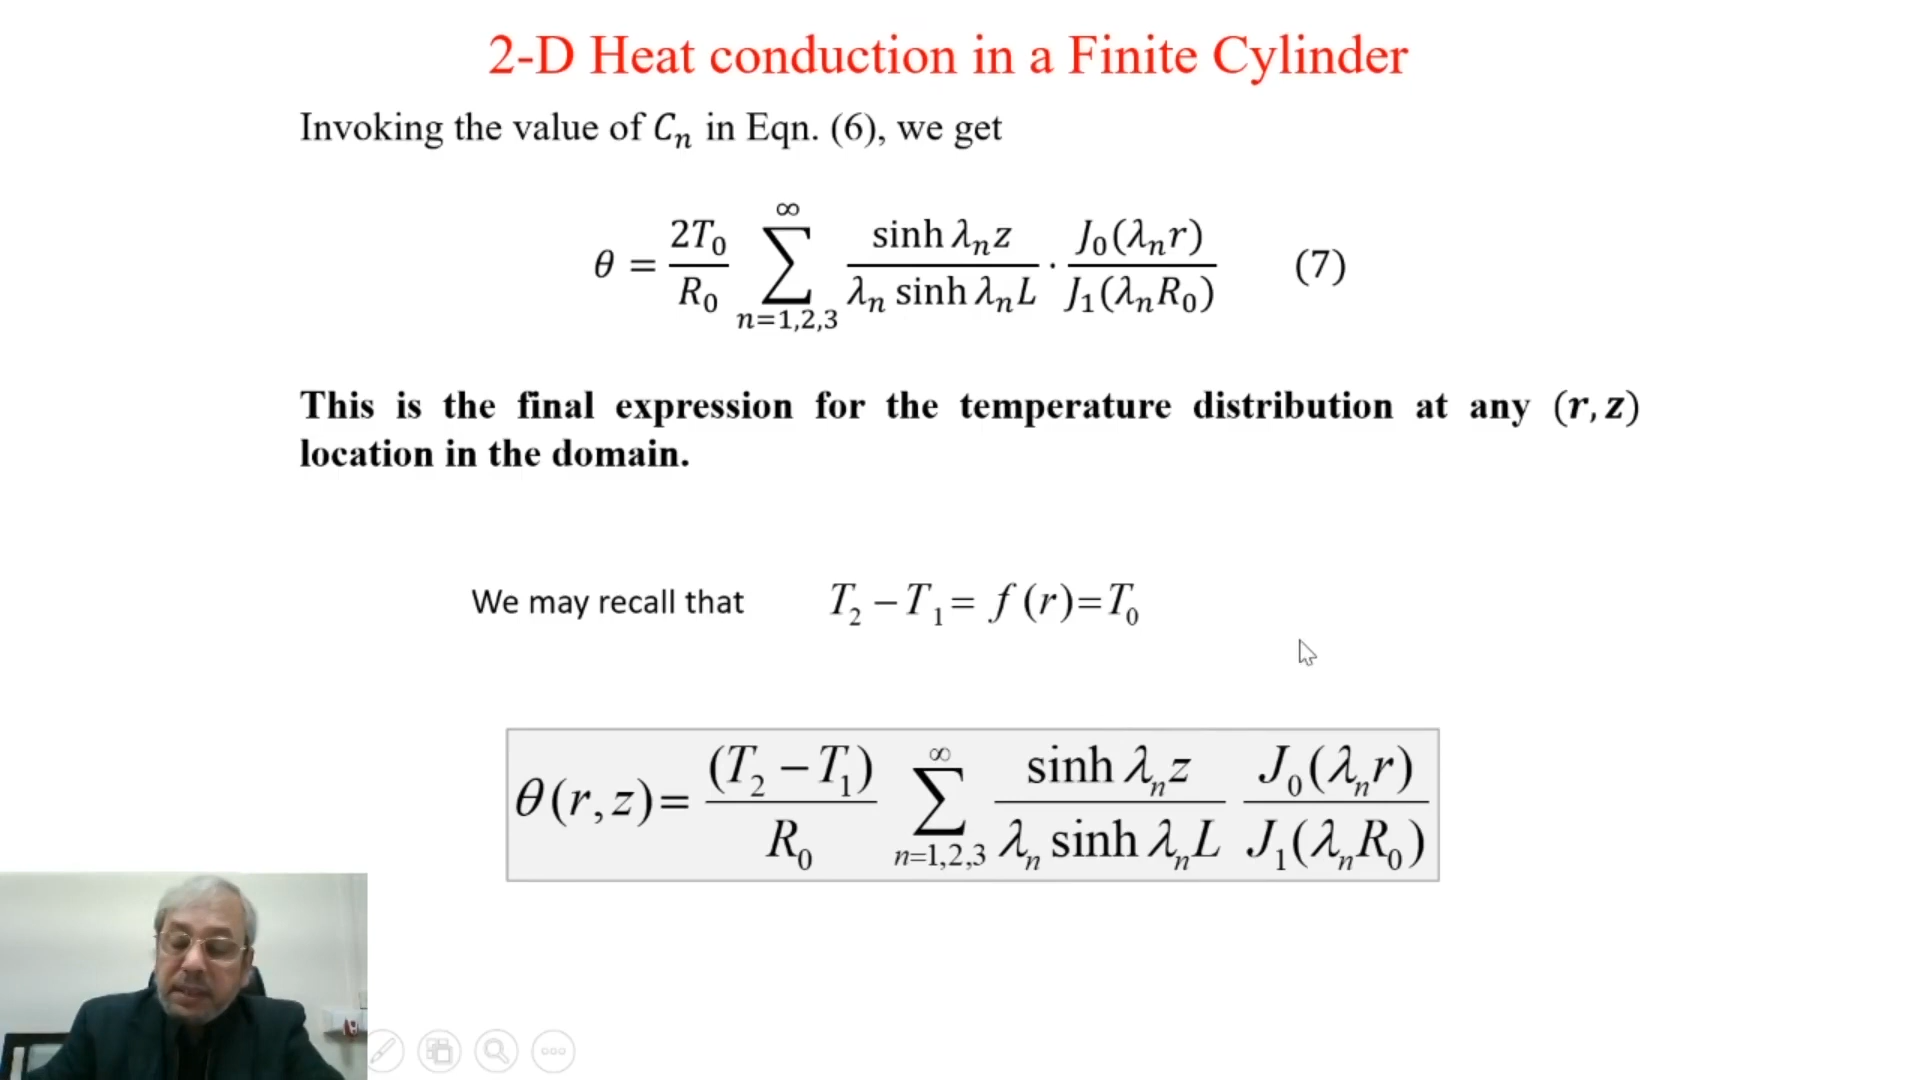 2-D Heat conduction in a Finite Cylinder
Invoking the value of Cₙ in Eqn. (6), we get
θ = 2T₀/R₀ ∑_{n=1,2,3}^{∞} (sinh λₙz)/(λₙ sinh λₙL) · J₀(λₙr)/J₁(λₙR₀) (7)
This is the final expression for the temperature distribution at any (r, z)
location in the domain.
We may recall that T₂ − T₁ = f(r) = T₀
θ(r, z) = (T₂ − T₁)/R₀ ∑_{n=1,2,3}^{∞} (sinh λₙz)/(λₙ sinh λₙL) J₀(λₙr)/J₁(λₙR₀)